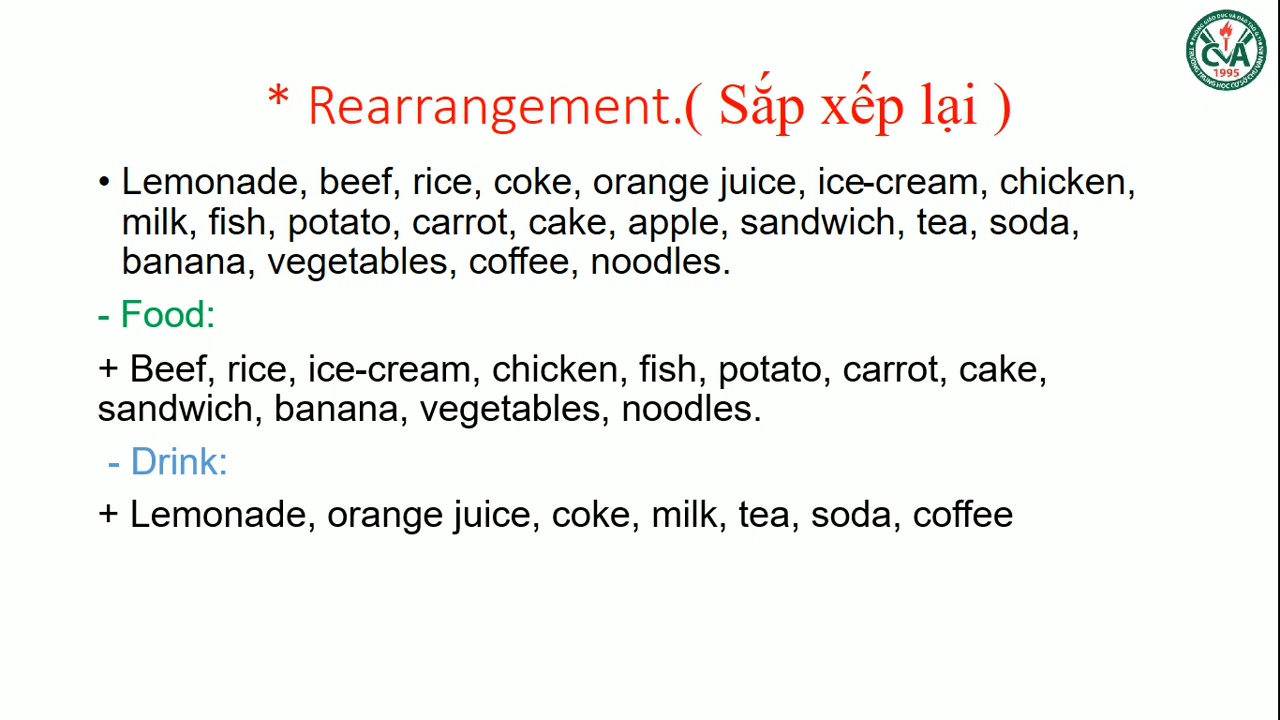 * Rearrangement.( Sắp xếp lại )
• Lemonade, beef, rice, coke, orange juice, ice-cream, chicken,
milk, fish, potato, carrot, cake, apple, sandwich, tea, soda,
banana, vegetables, coffee, noodles.
- Food:
+ Beef, rice, ice-cream, chicken, fish, potato, carrot, cake,
sandwich, banana, vegetables, noodles.
- Drink:
+ Lemonade, orange juice, coke, milk, tea, soda, coffee
CVA
1995